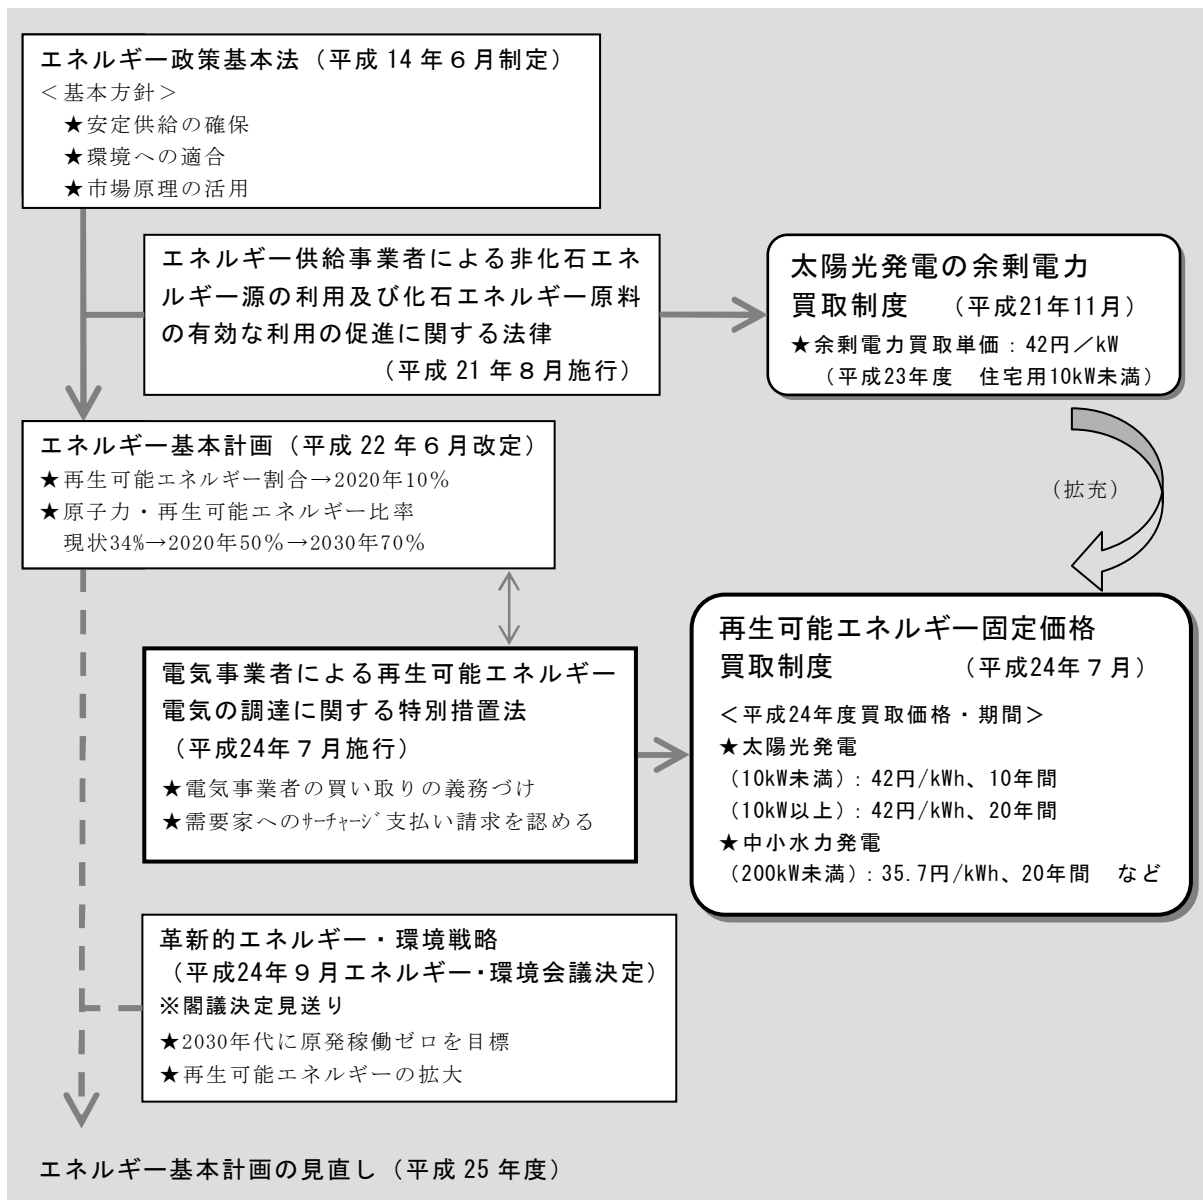 エネルギー政策基本法（平成14年６月制定）
＜基本方針＞
★安定供給の確保
★環境への適合
★市場原理の活用
エネルギー供給事業者による非化石エネ
ルギー源の利用及び化石エネルギー原料
の有効な利用の促進に関する法律
（平成21年８月施行）
太陽光発電の余剰電力
買取制度　（平成21年11月）
★余剰電力買取単価：42円／kW
（平成23年度　住宅用10kW未満）
エネルギー基本計画（平成22年６月改定）
★再生可能エネルギー割合→2020年10％
★原子力・再生可能エネルギー比率
現状34％→2020年50％→2030年70％
（拡充）
電気事業者による再生可能エネルギー
電気の調達に関する特別措置法
（平成24年７月施行）
★電気事業者の買い取りの義務づけ
★需要家へのｻｰﾁｬｰｼﾞ支払い請求を認める
再生可能エネルギー固定価格
買取制度　（平成24年７月）
＜平成24年度買取価格・期間＞
★太陽光発電
（10kW未満）：42円/kWh、10年間
（10kW以上）：42円/kWh、20年間
★中小水力発電
（200kW未満）：35.7円/kWh、20年間　など
革新的エネルギー・環境戦略
（平成24年９月エネルギー・環境会議決定）
※閣議決定見送り
★2030年代に原発稼働ゼロを目標
★再生可能エネルギーの拡大
エネルギー基本計画の見直し（平成25年度）